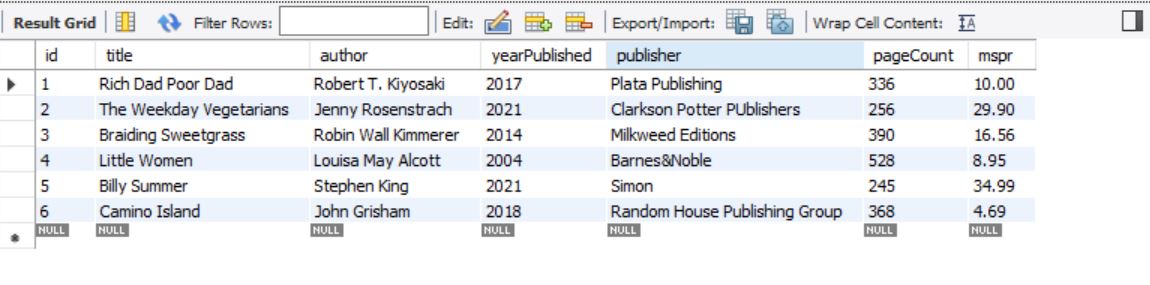 Result Grid Filter Rows: Edit: Export/Import: Wrap Cell Content: IA
id title author yearPublished publisher pageCount mspr
1 Rich Dad Poor Dad Robert T. Kiyosaki 2017 Plata Publishing 336 10.00
2 The Weekday Vegetarians Jenny Rosenstrach 2021 Clarkson Potter PUblishers 256 29.90
3 Braiding Sweetgrass Robin Wall Kimmerer 2014 Milkweed Editions 390 16.56
4 Little Women Louisa May Alcott 2004 Barnes&Noble 528 8.95
5 Billy Summer Stephen King 2021 Simon 245 34.99
6 Camino Island John Grisham 2018 Random House Publishing Group 368 4.69
NULL NULL NULL NULL NULL NULL NULL